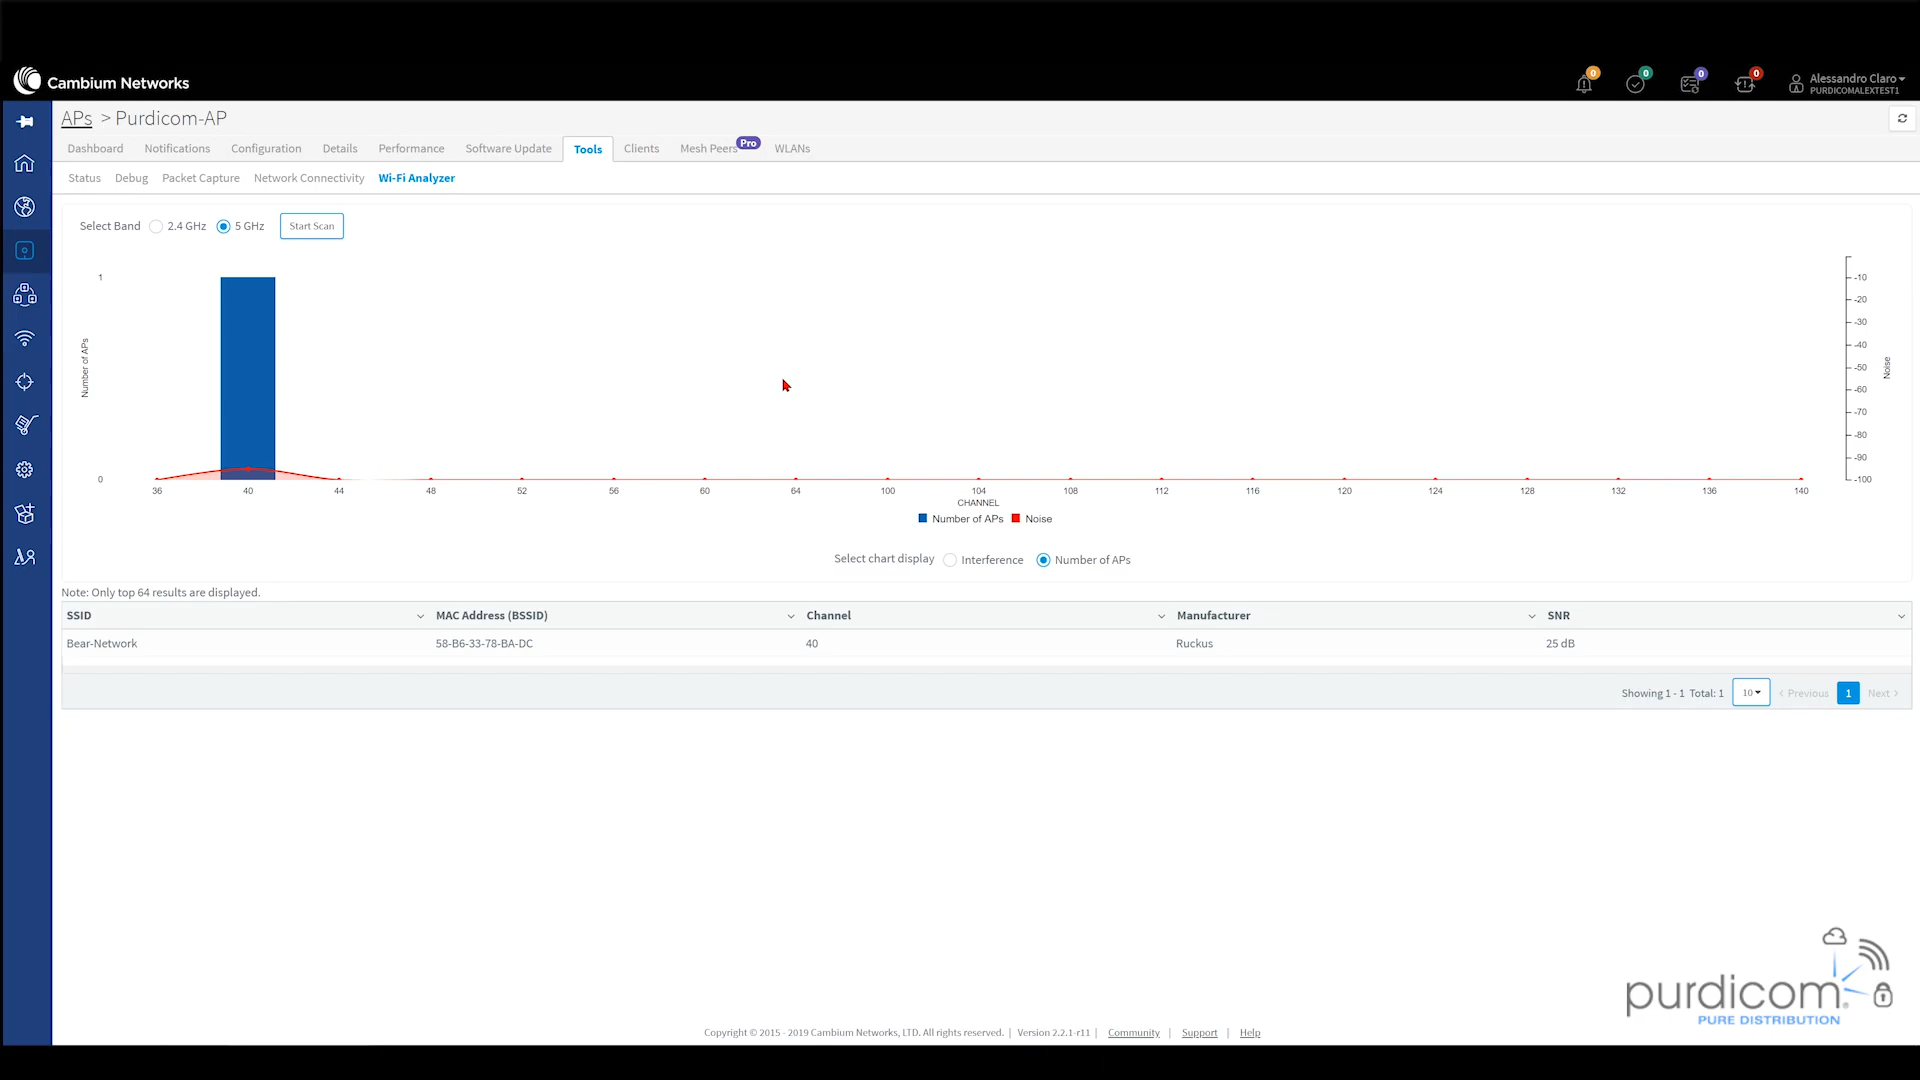 Cambium Networks
0 0 0 0 Alessandro Claro
PURDICOMALEXTEST1
APs > Purdicom-AP
Dashboard Notifications Configuration Details Performance Software Update Tools Clients Mesh Peers Pro WLANs
Status Debug Packet Capture Network Connectivity Wi-Fi Analyzer
Select Band 2.4 GHz 5 GHz Start Scan
Number of APs
1
0
-10
-20
-30
-40
-50
-60
-70
-80
-90
-100
Noise
36 40 44 48 52 56 60 64 100 104 108 112 116 120 124 128 132 136 140
CHANNEL
Number of APs Noise
Select chart display Interference Number of APs
Note: Only top 64 results are displayed.
SSID MAC Address (BSSID) Channel Manufacturer SNR
Bear-Network 58-B6-33-78-BA-DC 40 Ruckus 25 dB
Showing 1 - 1 Total: 1 10 < Previous 1 Next >
purdicom
PURE DISTRIBUTION
Copyright © 2015 - 2019 Cambium Networks, LTD. All rights reserved. | Version 2.2.1-r11 | Community | Support | Help